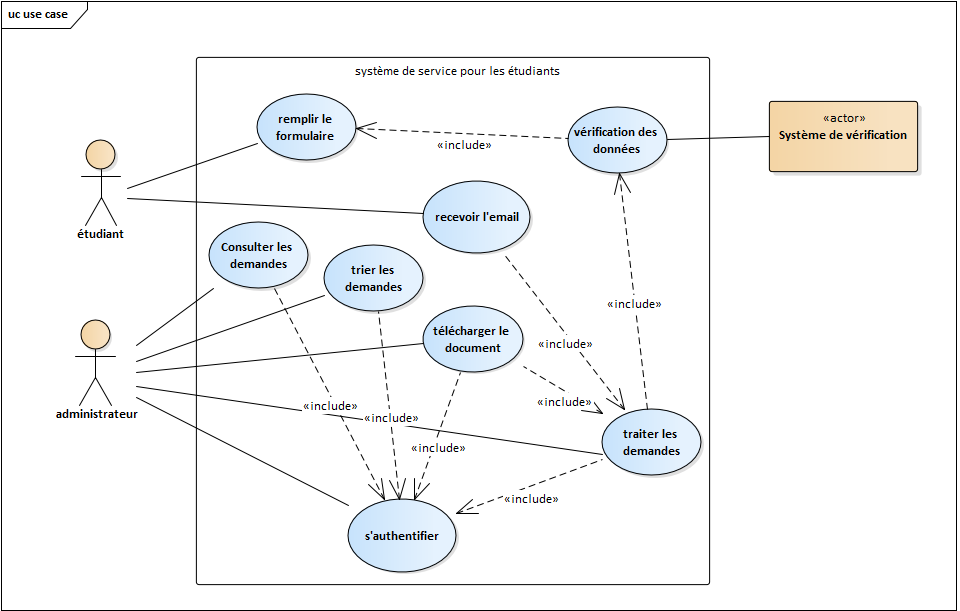 uc use case
système de service pour les étudiants
remplir le
formulaire
vérification des
données
«actor»
Système de vérification
«include»
étudiant
recevoir l'email
Consulter les
demandes
trier les
demandes
«include»
télécharger le
document
«include»
administrateur
«include»
«include»
«include»
«include»
traiter les
demandes
«include»
s'authentifier